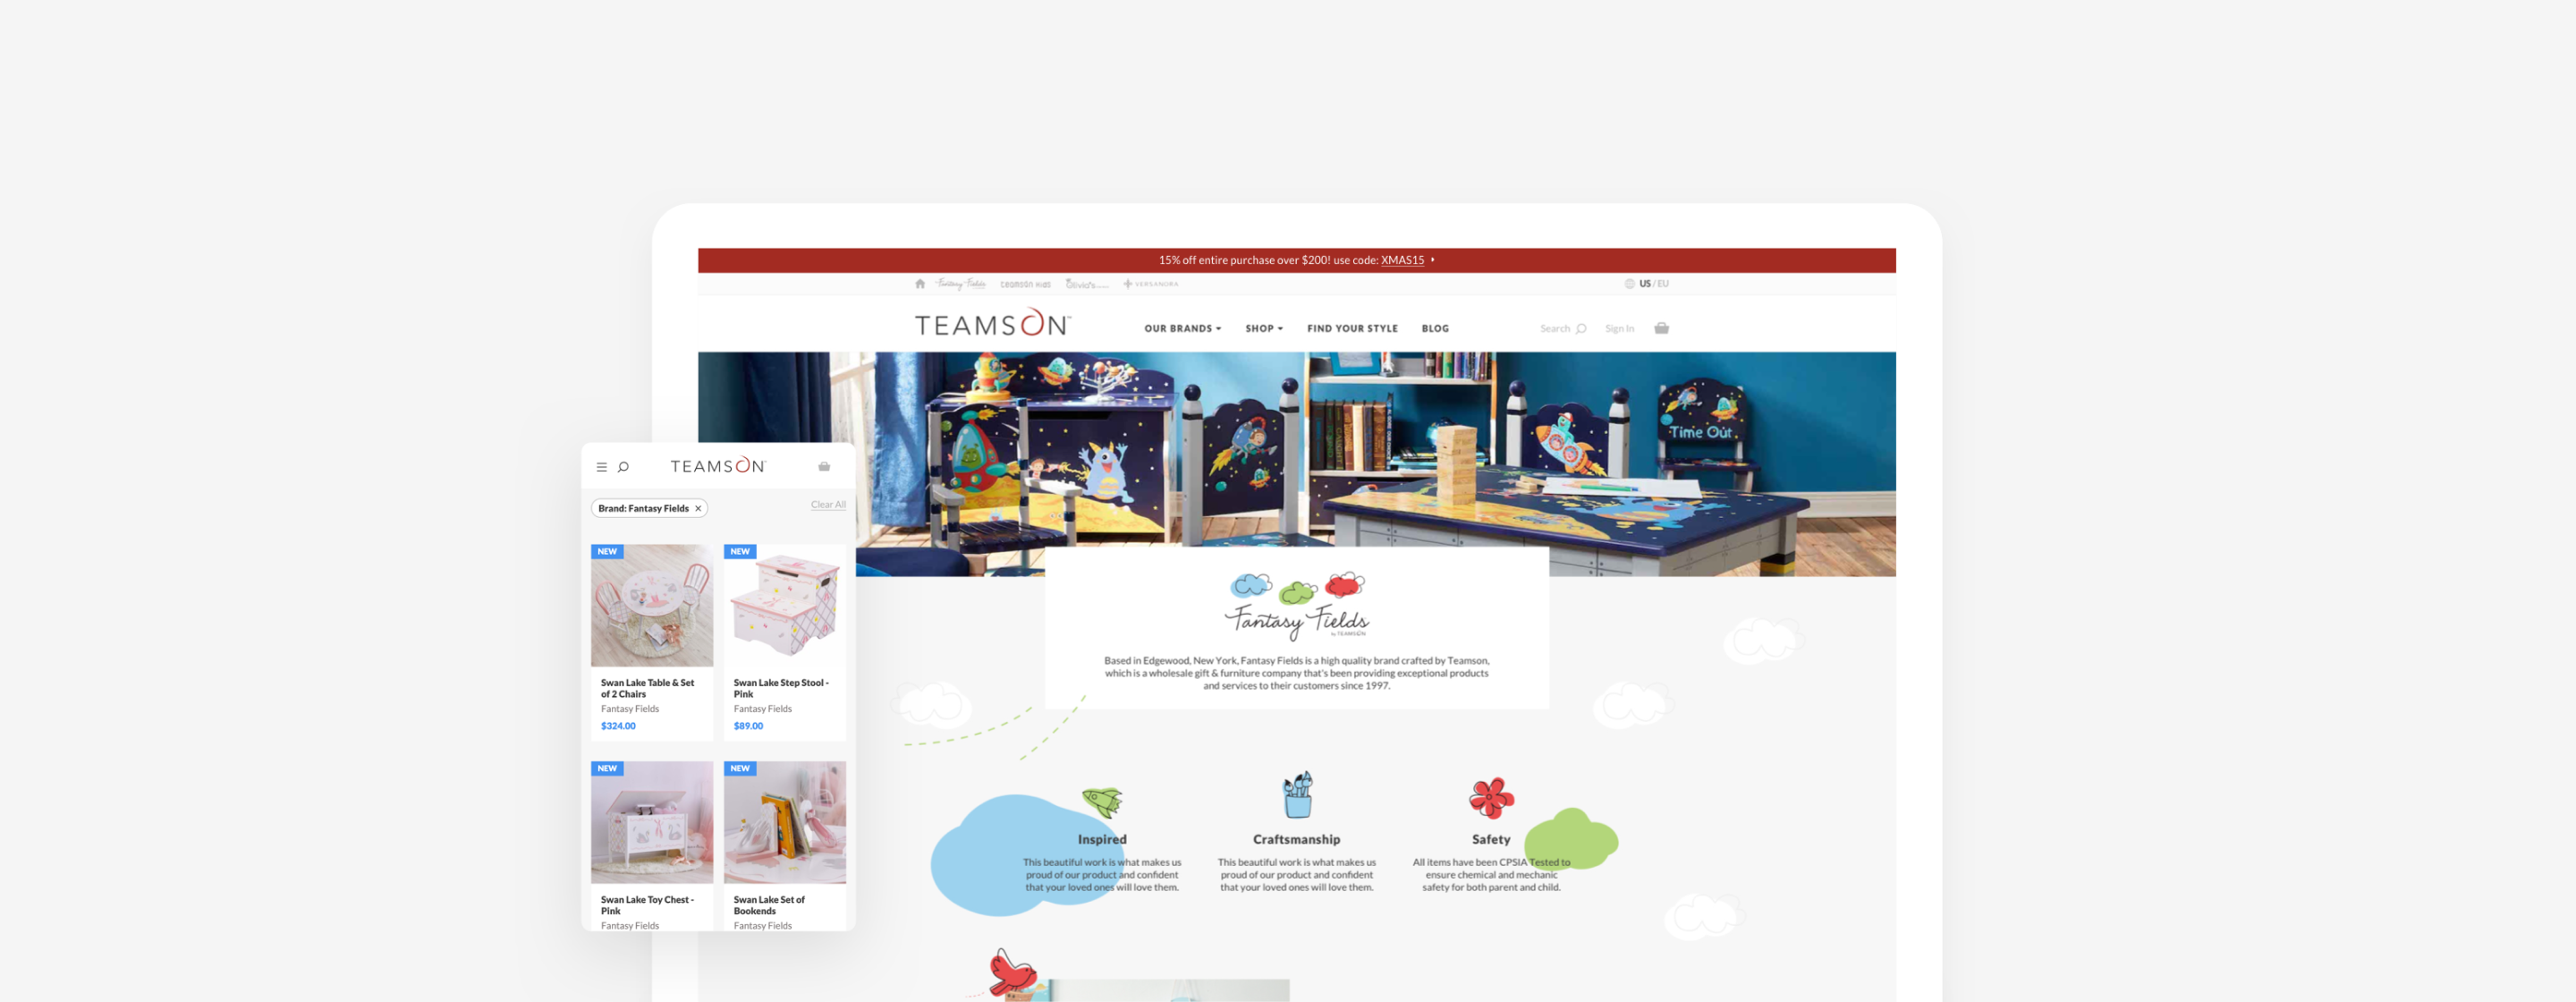 15% off entire purchase over $200! use code: XMAS15
Fantasy Fields teamson kids Olivia's VERSANORA US / EU
TEAMSON™ OUR BRANDS SHOP FIND YOUR STYLE BLOG Search Sign In
Time Out
Fantasy Fields
by TEAMSON
Based in Edgewood, New York, Fantasy Fields is a high quality brand crafted by Teamson,
which is a wholesale gift & furniture company that's been providing exceptional products
and services to their customers since 1997.
Inspired
This beautiful work is what makes us
proud of our product and confident
that your loved ones will love them.
Craftsmanship
This beautiful work is what makes us
proud of our product and confident
that your loved ones will love them.
Safety
All items have been CPSIA Tested to
ensure chemical and mechanic
safety for both parent and child.
TEAMSON
Brand: Fantasy Fields ×
Clear All
NEW
Swan Lake Table & Set
of 2 Chairs
Fantasy Fields
$324.00
NEW
Swan Lake Step Stool -
Pink
Fantasy Fields
$89.00
NEW
Swan Lake Toy Chest -
Pink
Fantasy Fields
NEW
Swan Lake Set of
Bookends
Fantasy Fields